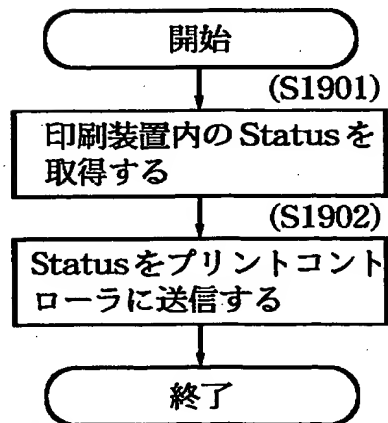 開始
(S1901)
印刷装置内のStatusを
取得する
(S1902)
Statusをプリントコント
ローラに送信する
終了